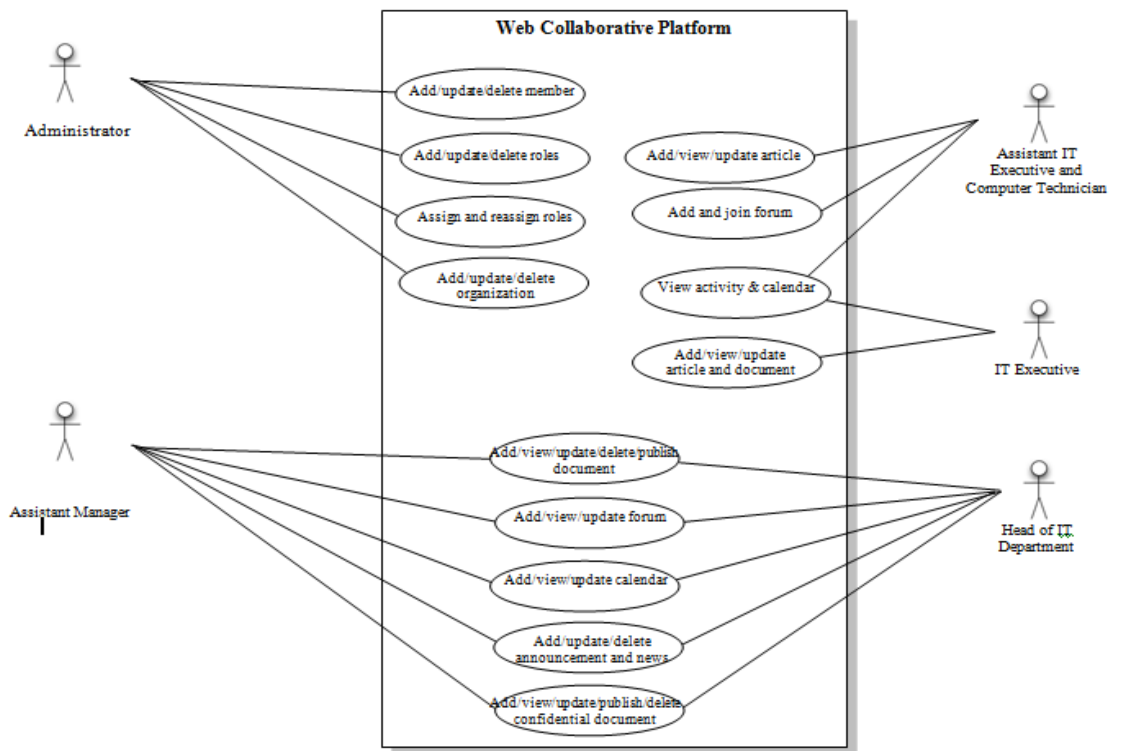 Web Collaborative Platform
Administrator
Add/update/delete member
Add/update/delete roles
Assign and reassign roles
Add/update/delete
organization
Add/view/update article
Add and join forum
View activity & calendar
Add/view/update
article and document
Assistant IT
Executive and
Computer Technician
IT Executive
Assistant Manager
Add/view/update/delete/publish
document
Add/view/update forum
Add/view/update calendar
Add/update/delete
announcement and news
Add/view/update/publish/delete
confidential document
Head of IT
Department